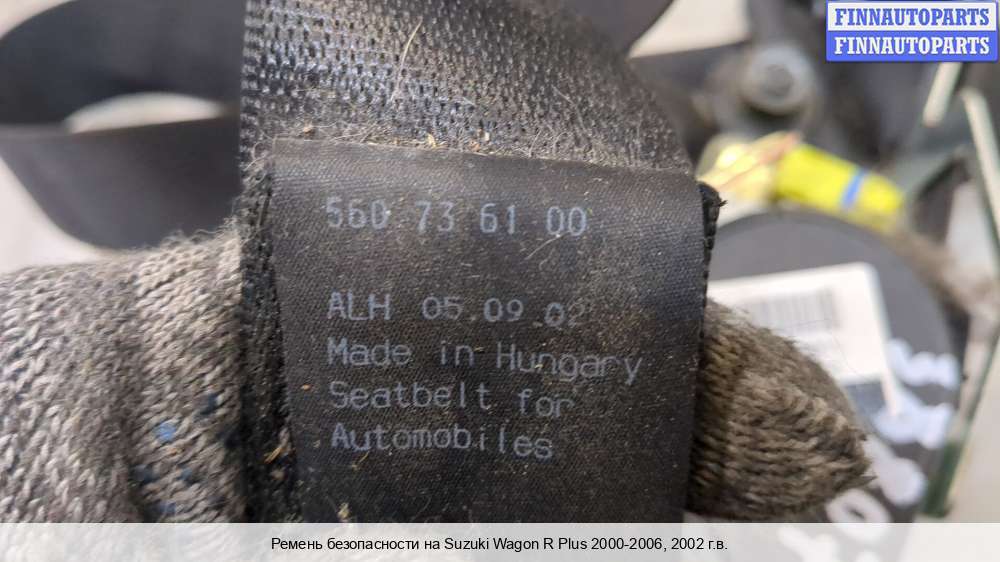 FINNAUTOPARTS
FINNAUTOPARTS
560 73 61 00
ALH 05.09.02
Made in Hungary
Seatbelt for
Automobiles
Ремень безопасности на Suzuki Wagon R Plus 2000-2006, 2002 г.в.